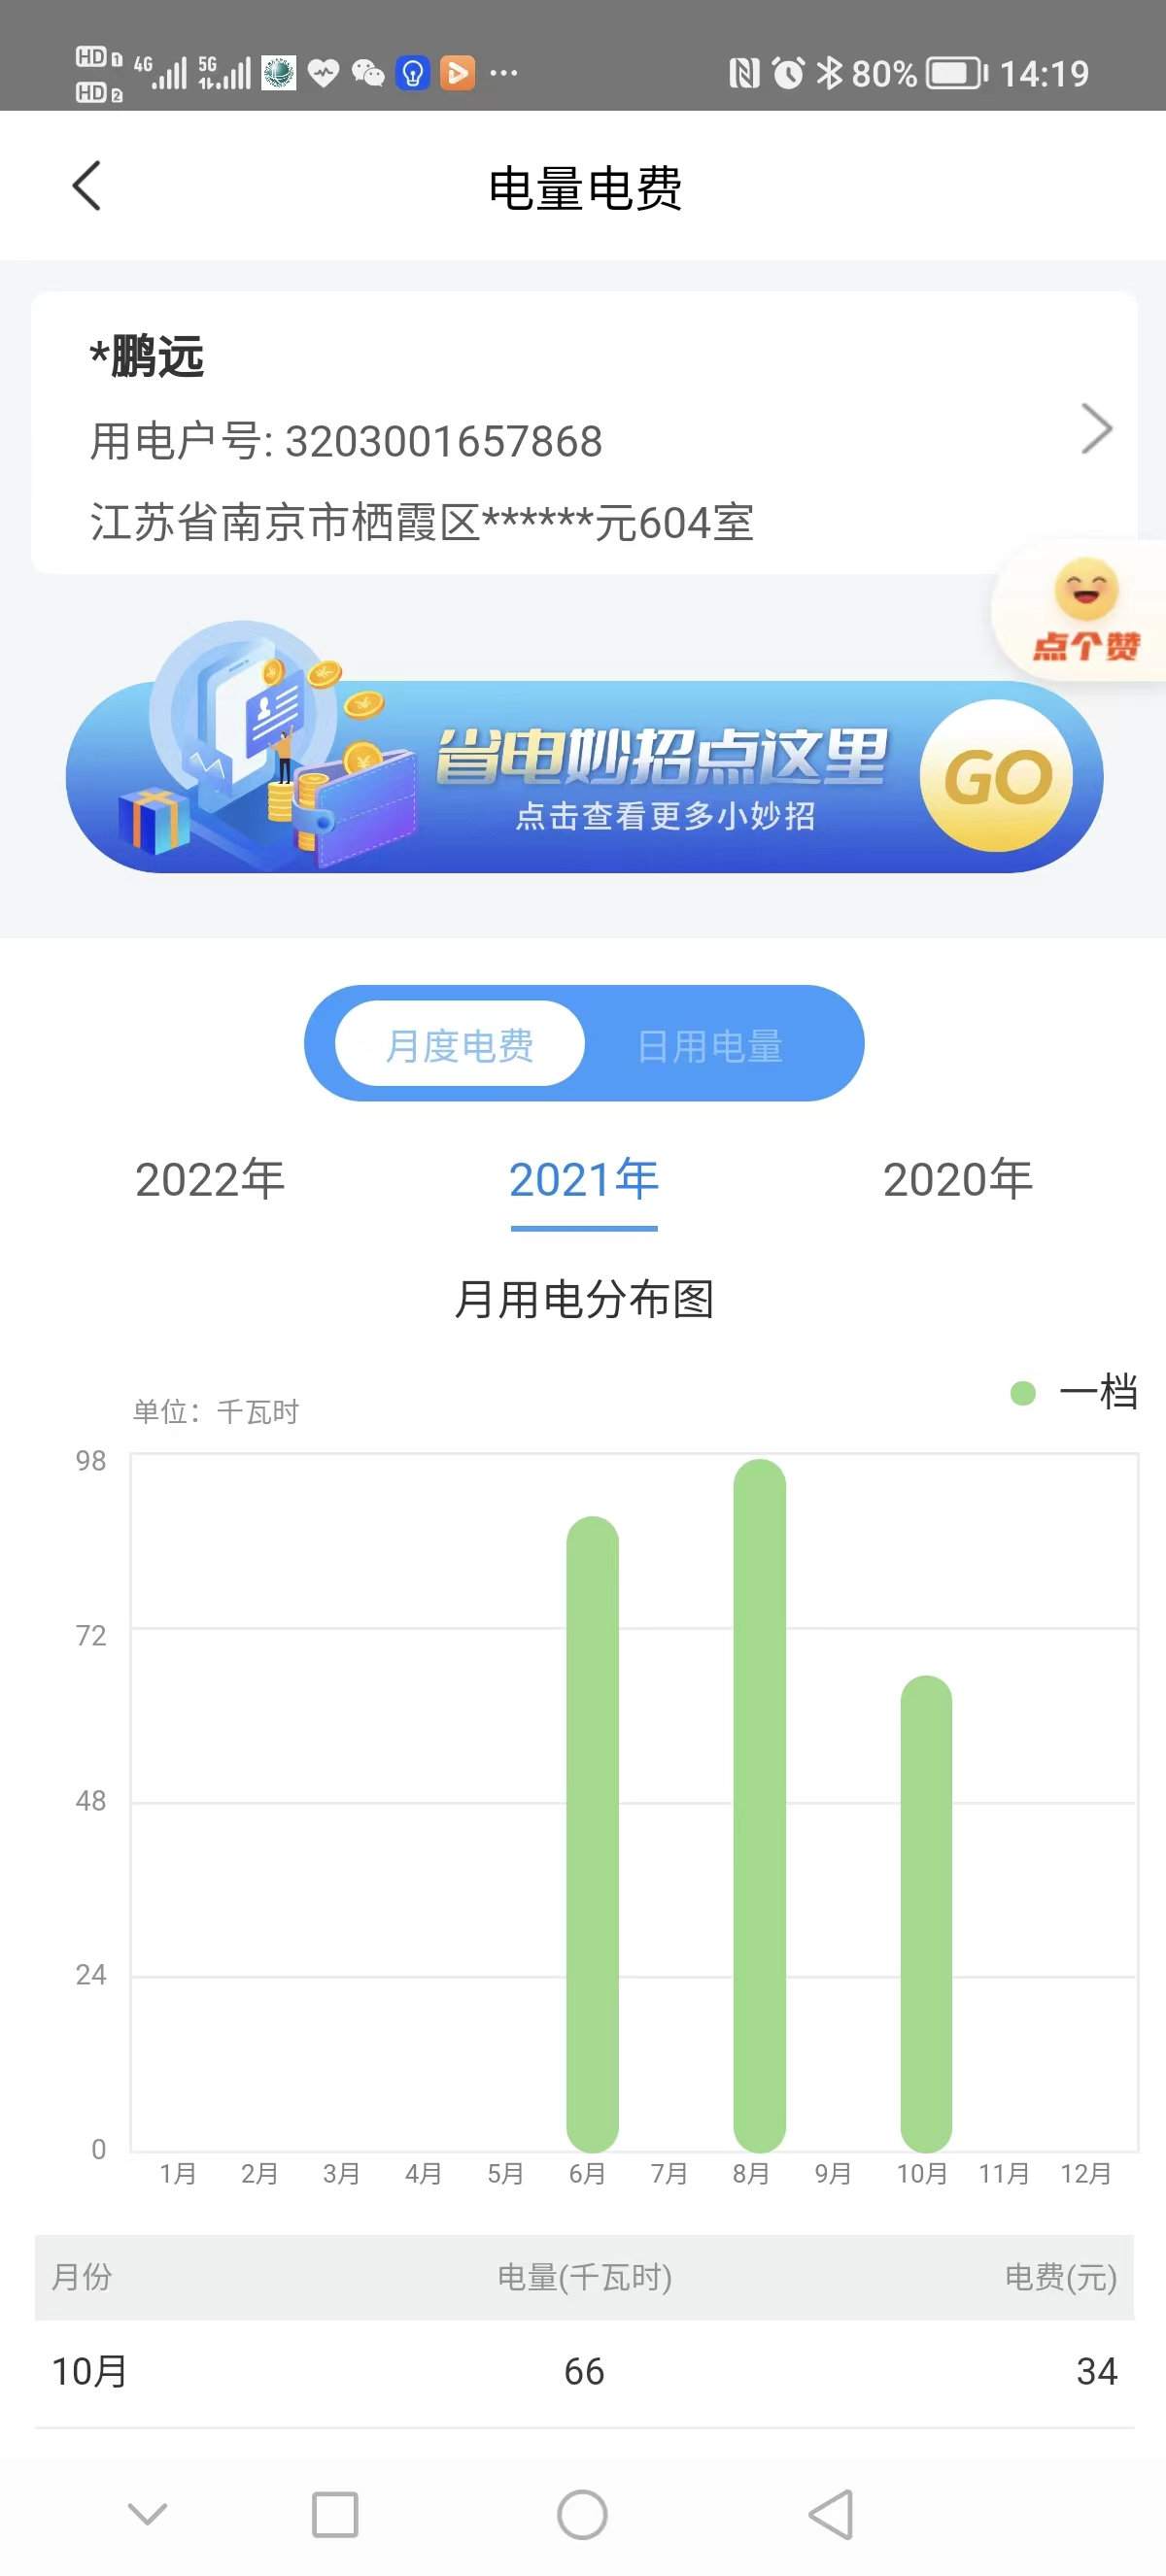 HD 1 4G 5G 80% 14:19
HD 2
电量电费
*鹏远
用电户号: 3203001657868
江苏省南京市栖霞区******元604室
点个赞
省电妙招点这里
点击查看更多小妙招
GO
月度电费 日用电量
2022年 2021年 2020年
月用电分布图
一档
单位：千瓦时
98
72
48
24
0
1月 2月 3月 4月 5月 6月 7月 8月 9月 10月 11月 12月
月份 电量(千瓦时) 电费(元)
10月 66 34